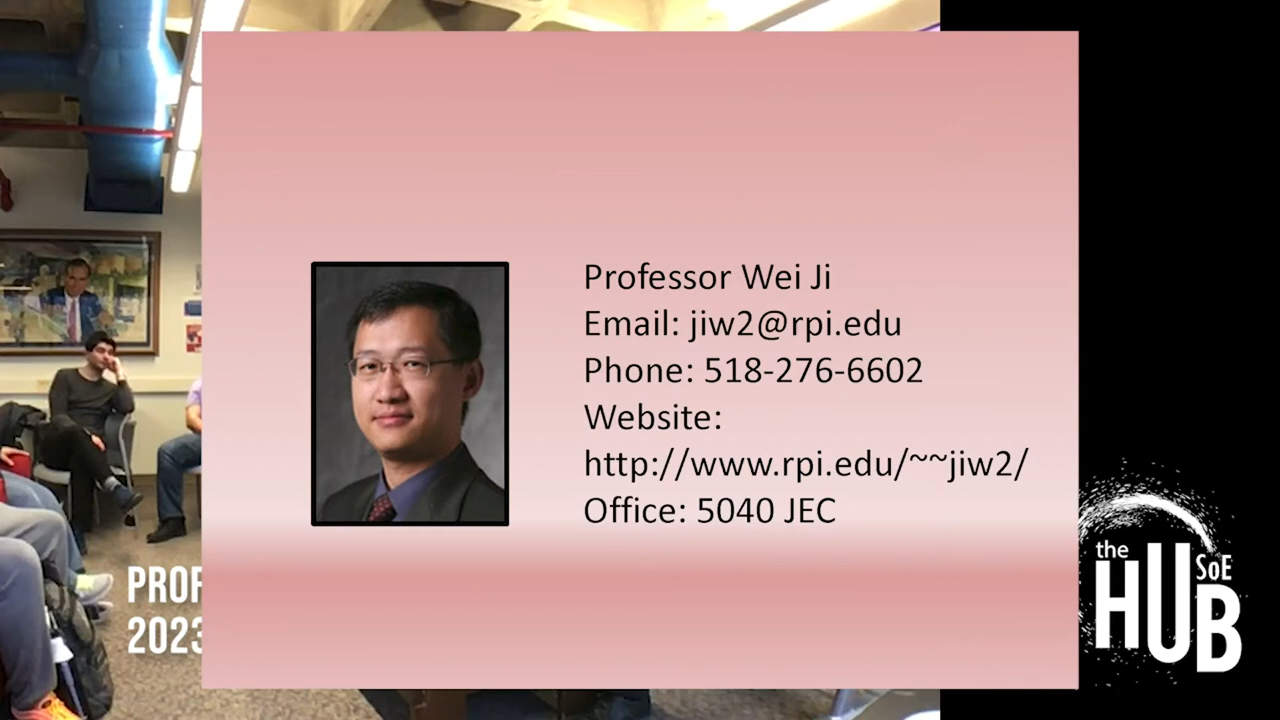 Professor Wei Ji
Email: jiw2@rpi.edu
Phone: 518-276-6602
Website:
http://www.rpi.edu/~~jiw2/
Office: 5040 JEC
PROF
2023
the
HUB
SoE